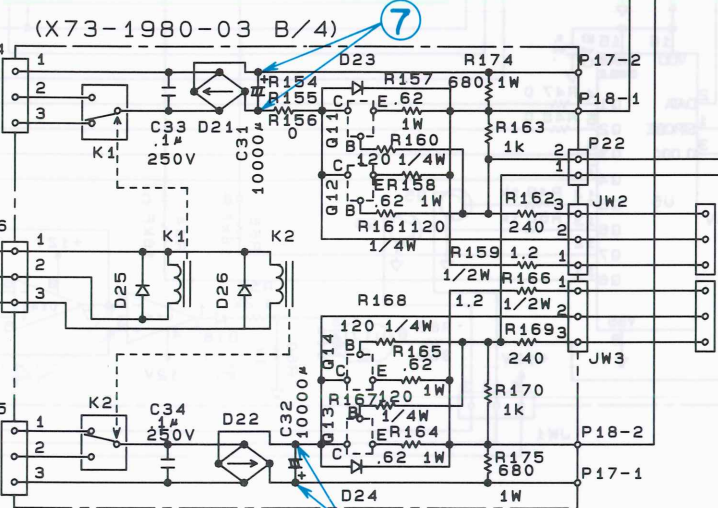 7
(X73-1980-03 B/4)
4
1
2
3
K1
C33
.1μ
250V
D21
C31
10000μ
+
R154
R155
R156
0
D23
R157
C
E
.62
1W
Q11
B
R160
120 1/4W
C
E
R158
Q12
B
.62 1W
R161
120
1/4W
R174
680
1W
R163
1k
R162
240
P17-2
P18-1
P22
2
1
JW2
3
2
1
R159 1.2
1/2W
6
1
2
3
D25
K1
D26
K2
R168
1.2
R166
1/2W
1
2
3
JW3
R169
240
120 1/4W
Q14
B
R165
C
E
.62
1W
R167
120
1/4W
Q13
B
R164
C
E
.62 1W
R170
1k
R175
680
1W
P18-2
P17-1
5
1
2
3
K2
C34
.1μ
250V
D22
C32
10000μ
+
D24